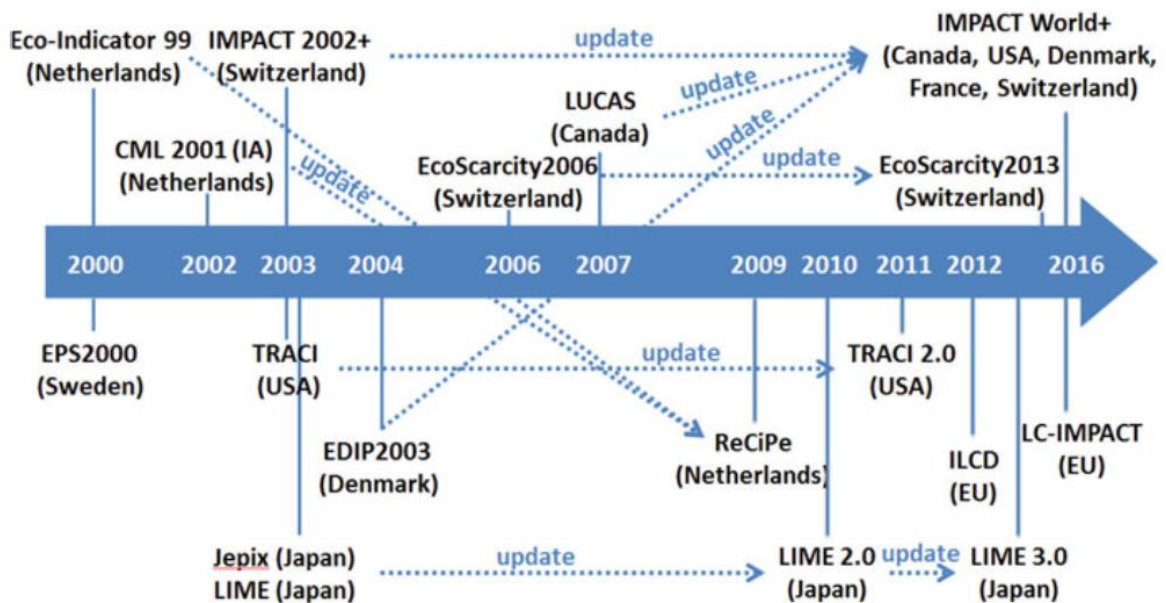 Eco-Indicator 99
(Netherlands)
IMPACT 2002+
(Switzerland)
update
IMPACT World+
(Canada, USA, Denmark,
France, Switzerland)
update
LUCAS
(Canada)
update
CML 2001 (IA)
(Netherlands)
update
EcoScarcity2006
(Switzerland)
update
EcoScarcity2013
(Switzerland)
2000 2002 2003 2004 2006 2007 2009 2010 2011 2012 2016
EPS2000
(Sweden)
TRACI
(USA)
update
TRACI 2.0
(USA)
EDIP2003
(Denmark)
ReCiPe
(Netherlands)
ILCD
(EU)
LC-IMPACT
(EU)
Jepix (Japan)
LIME (Japan)
update
LIME 2.0
(Japan)
update
LIME 3.0
(Japan)